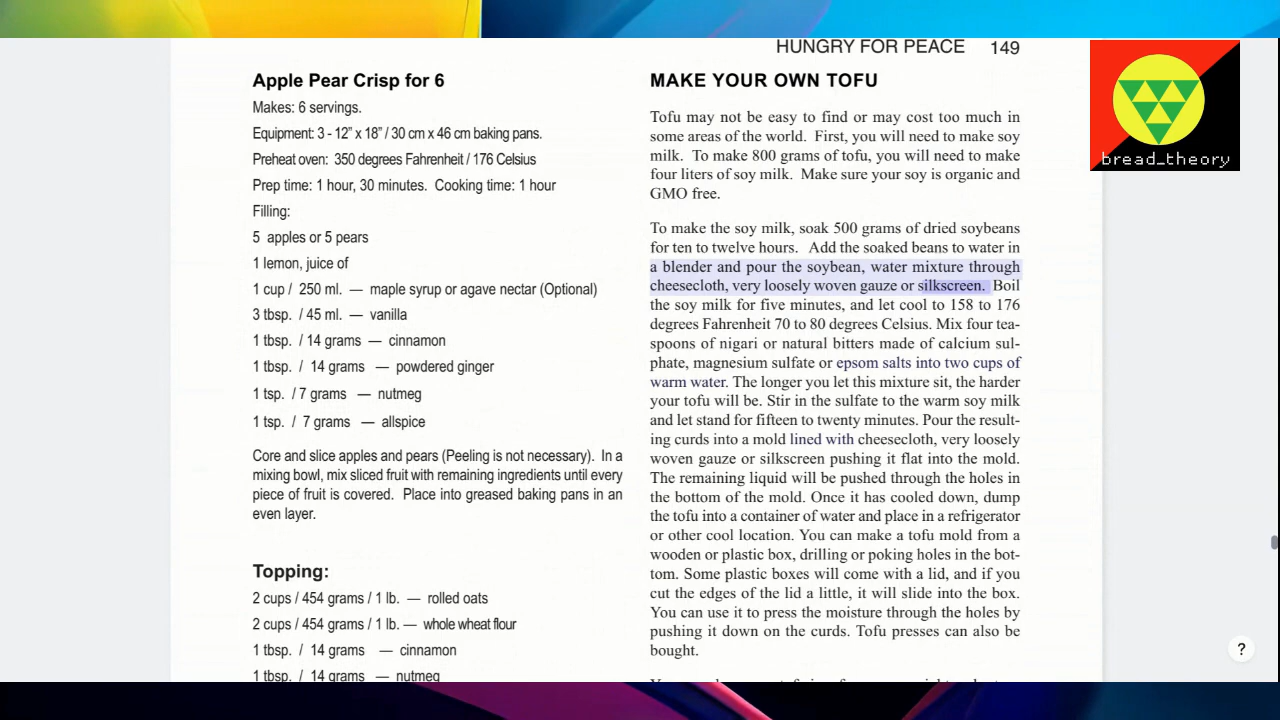 HUNGRY FOR PEACE 149
Apple Pear Crisp for 6
Makes: 6 servings.
Equipment: 3 - 12” x 18” / 30 cm x 46 cm baking pans.
Preheat oven: 350 degrees Fahrenheit / 176 Celsius
Prep time: 1 hour, 30 minutes. Cooking time: 1 hour
Filling:
5 apples or 5 pears
1 lemon, juice of
1 cup / 250 ml. — maple syrup or agave nectar (Optional)
3 tbsp. / 45 ml. — vanilla
1 tbsp. / 14 grams — cinnamon
1 tbsp. / 14 grams — powdered ginger
1 tsp. / 7 grams — nutmeg
1 tsp. / 7 grams — allspice
Core and slice apples and pears (Peeling is not necessary). In a
mixing bowl, mix sliced fruit with remaining ingredients until every
piece of fruit is covered. Place into greased baking pans in an
even layer.
Topping:
2 cups / 454 grams / 1 lb. — rolled oats
2 cups / 454 grams / 1 lb. — whole wheat flour
1 tbsp. / 14 grams — cinnamon
1 tbsp. / 14 grams — nutmeg
MAKE YOUR OWN TOFU
Tofu may not be easy to find or may cost too much in
some areas of the world. First, you will need to make soy
milk. To make 800 grams of tofu, you will need to make
four liters of soy milk. Make sure your soy is organic and
GMO free.
To make the soy milk, soak 500 grams of dried soybeans
for ten to twelve hours. Add the soaked beans to water in
a blender and pour the soybean, water mixture through
cheesecloth, very loosely woven gauze or silkscreen. Boil
the soy milk for five minutes, and let cool to 158 to 176
degrees Fahrenheit 70 to 80 degrees Celsius. Mix four tea-
spoons of nigari or natural bitters made of calcium sul-
phate, magnesium sulfate or epsom salts into two cups of
warm water. The longer you let this mixture sit, the harder
your tofu will be. Stir in the sulfate to the warm soy milk
and let stand for fifteen to twenty minutes. Pour the result-
ing curds into a mold lined with cheesecloth, very loosely
woven gauze or silkscreen pushing it flat into the mold.
The remaining liquid will be pushed through the holes in
the bottom of the mold. Once it has cooled down, dump
the tofu into a container of water and place in a refrigerator
or other cool location. You can make a tofu mold from a
wooden or plastic box, drilling or poking holes in the bot-
tom. Some plastic boxes will come with a lid, and if you
cut the edges of the lid a little, it will slide into the box.
You can use it to press the moisture through the holes by
pushing it down on the curds. Tofu presses can also be
bought.
bread_theory
?